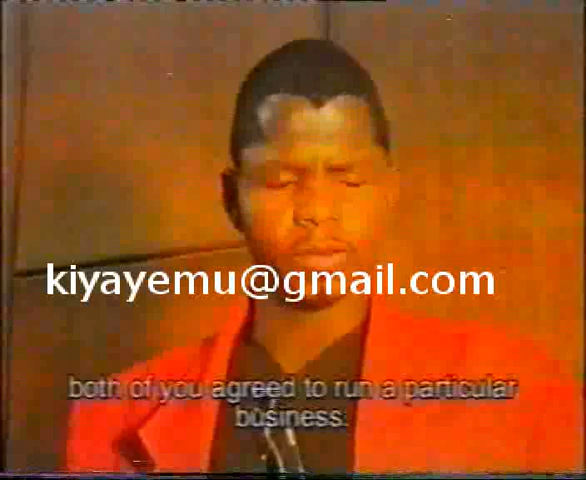 kiyayemu@gmail.com
both of you agreed to run a particular
business.